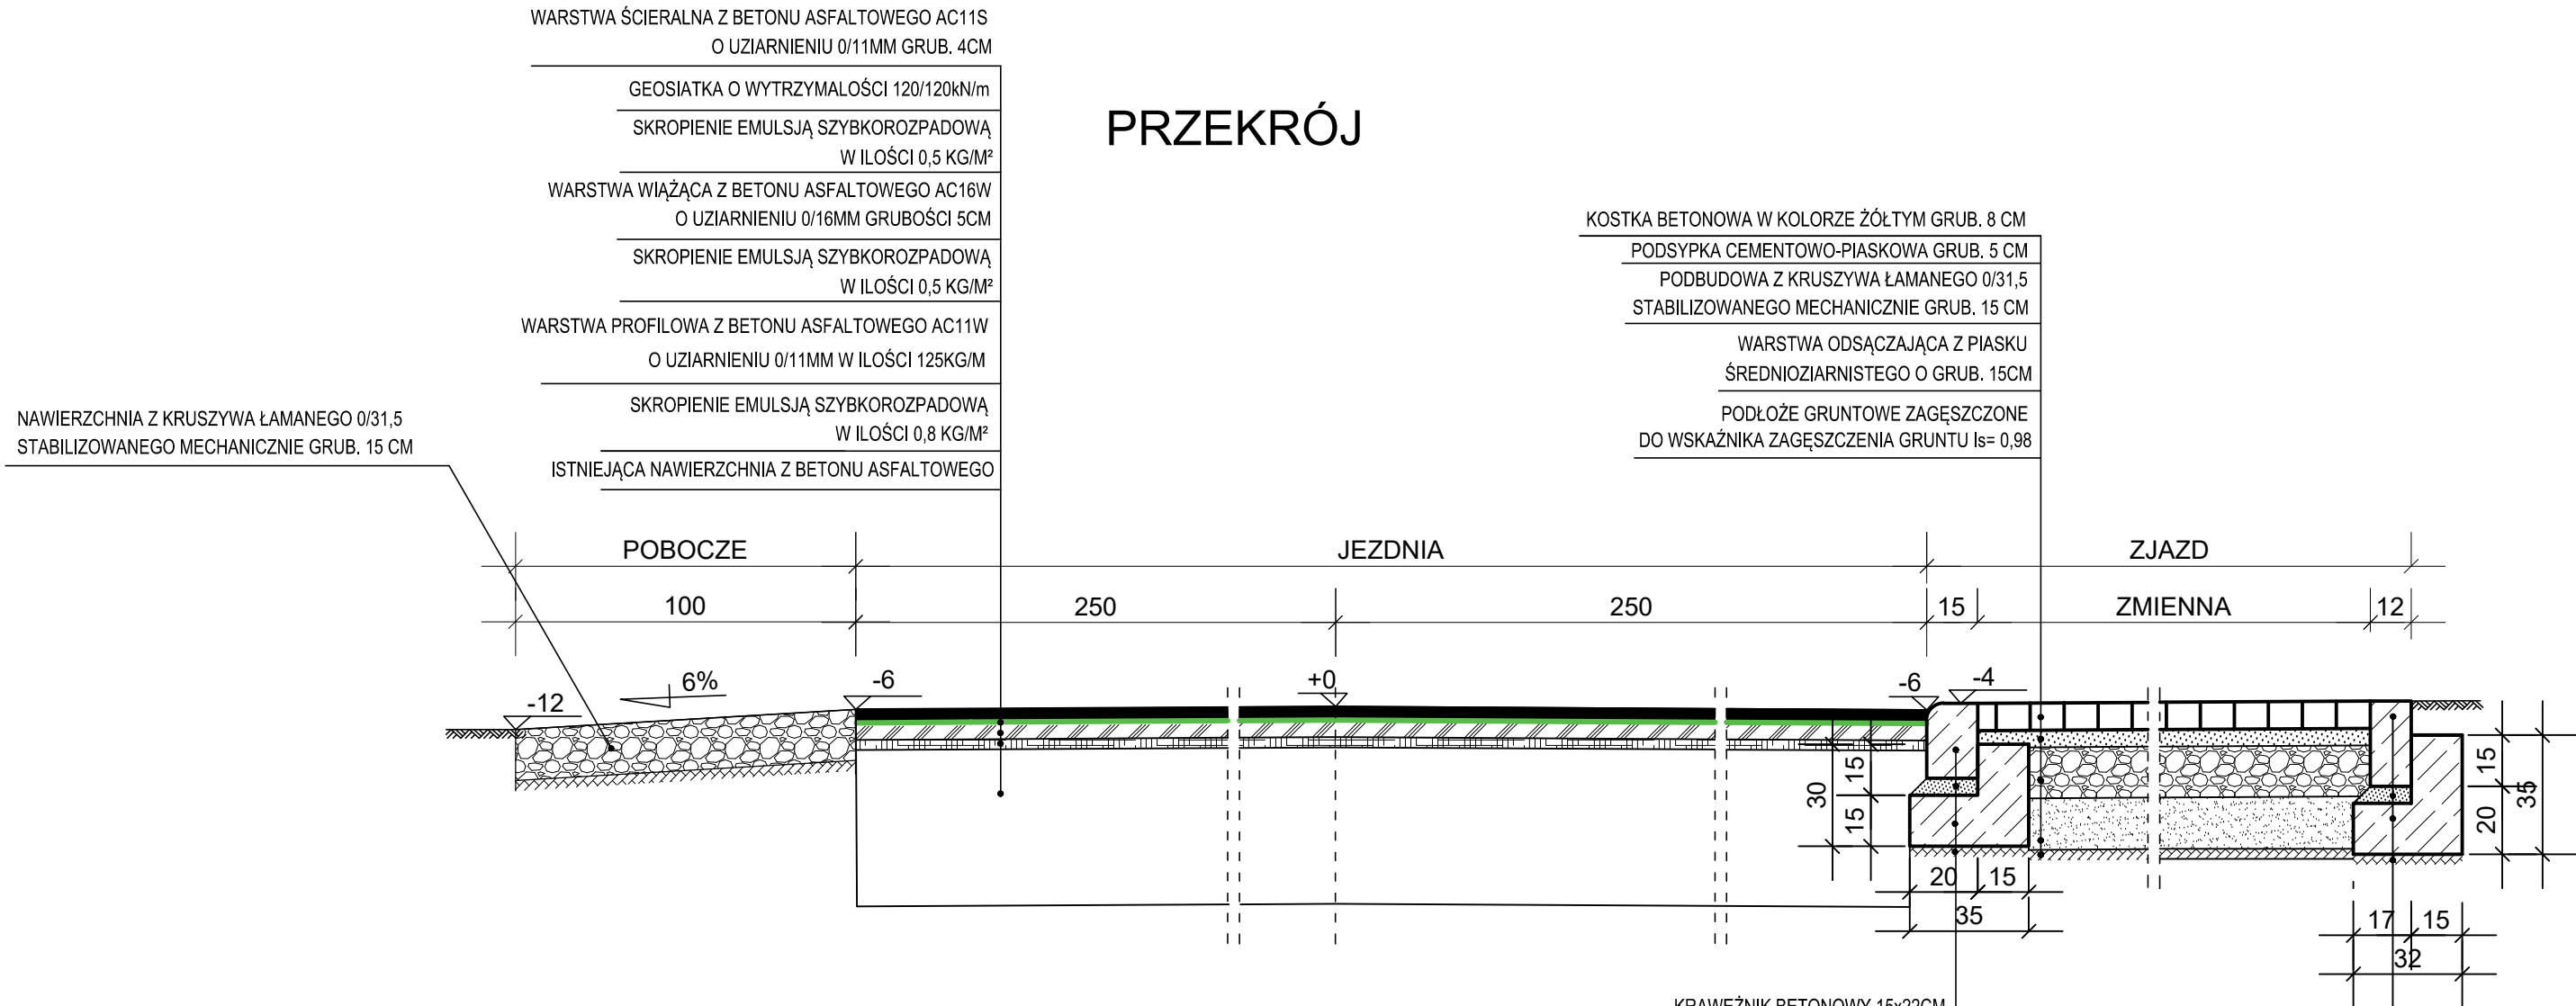 WARSTWA ŚCIERALNA Z BETONU ASFALTOWEGO AC11S
O UZIARNIENIU 0/11MM GRUB. 4CM
GEOSIATKA O WYTRZYMALOŚCI 120/120kN/m
SKROPIENIE EMULSJĄ SZYBKOROZPADOWĄ
W ILOŚCI 0,5 KG/M²
WARSTWA WIĄŻĄCA Z BETONU ASFALTOWEGO AC16W
O UZIARNIENIU 0/16MM GRUBOŚCI 5CM
SKROPIENIE EMULSJĄ SZYBKOROZPADOWĄ
W ILOŚCI 0,5 KG/M²
WARSTWA PROFILOWA Z BETONU ASFALTOWEGO AC11W
O UZIARNIENIU 0/11MM W ILOŚCI 125KG/M
SKROPIENIE EMULSJĄ SZYBKOROZPADOWĄ
W ILOŚCI 0,8 KG/M²
ISTNIEJĄCA NAWIERZCHNIA Z BETONU ASFALTOWEGO
PRZEKRÓJ
KOSTKA BETONOWA W KOLORZE ŻÓŁTYM GRUB. 8 CM
PODSYPKA CEMENTOWO-PIASKOWA GRUB. 5 CM
PODBUDOWA Z KRUSZYWA ŁAMANEGO 0/31,5
STABILIZOWANEGO MECHANICZNIE GRUB. 15 CM
WARSTWA ODSĄCZAJĄCA Z PIASKU
ŚREDNIOZIARNISTEGO O GRUB. 15CM
PODŁOŻE GRUNTOWE ZAGĘSZCZONE
DO WSKAŹNIKA ZAGĘSZCZENIA GRUNTU Is= 0,98
NAWIERZCHNIA Z KRUSZYWA ŁAMANEGO 0/31,5
STABILIZOWANEGO MECHANICZNIE GRUB. 15 CM
POBOCZE JEZDNIA ZJAZD
100 250 250 15 ZMIENNA 12
-12 6% -6 +0 -6 -4
30 15 15
15 20 35
20 15
35
17 15
32
KRAWĘŻNIK BETONOWY 15x22CM